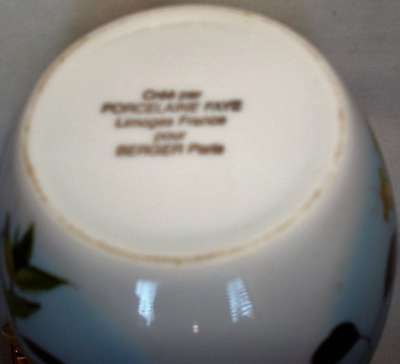 Créé par
PORCELAINE FAYE
Limoges France
pour
BERGER Paris